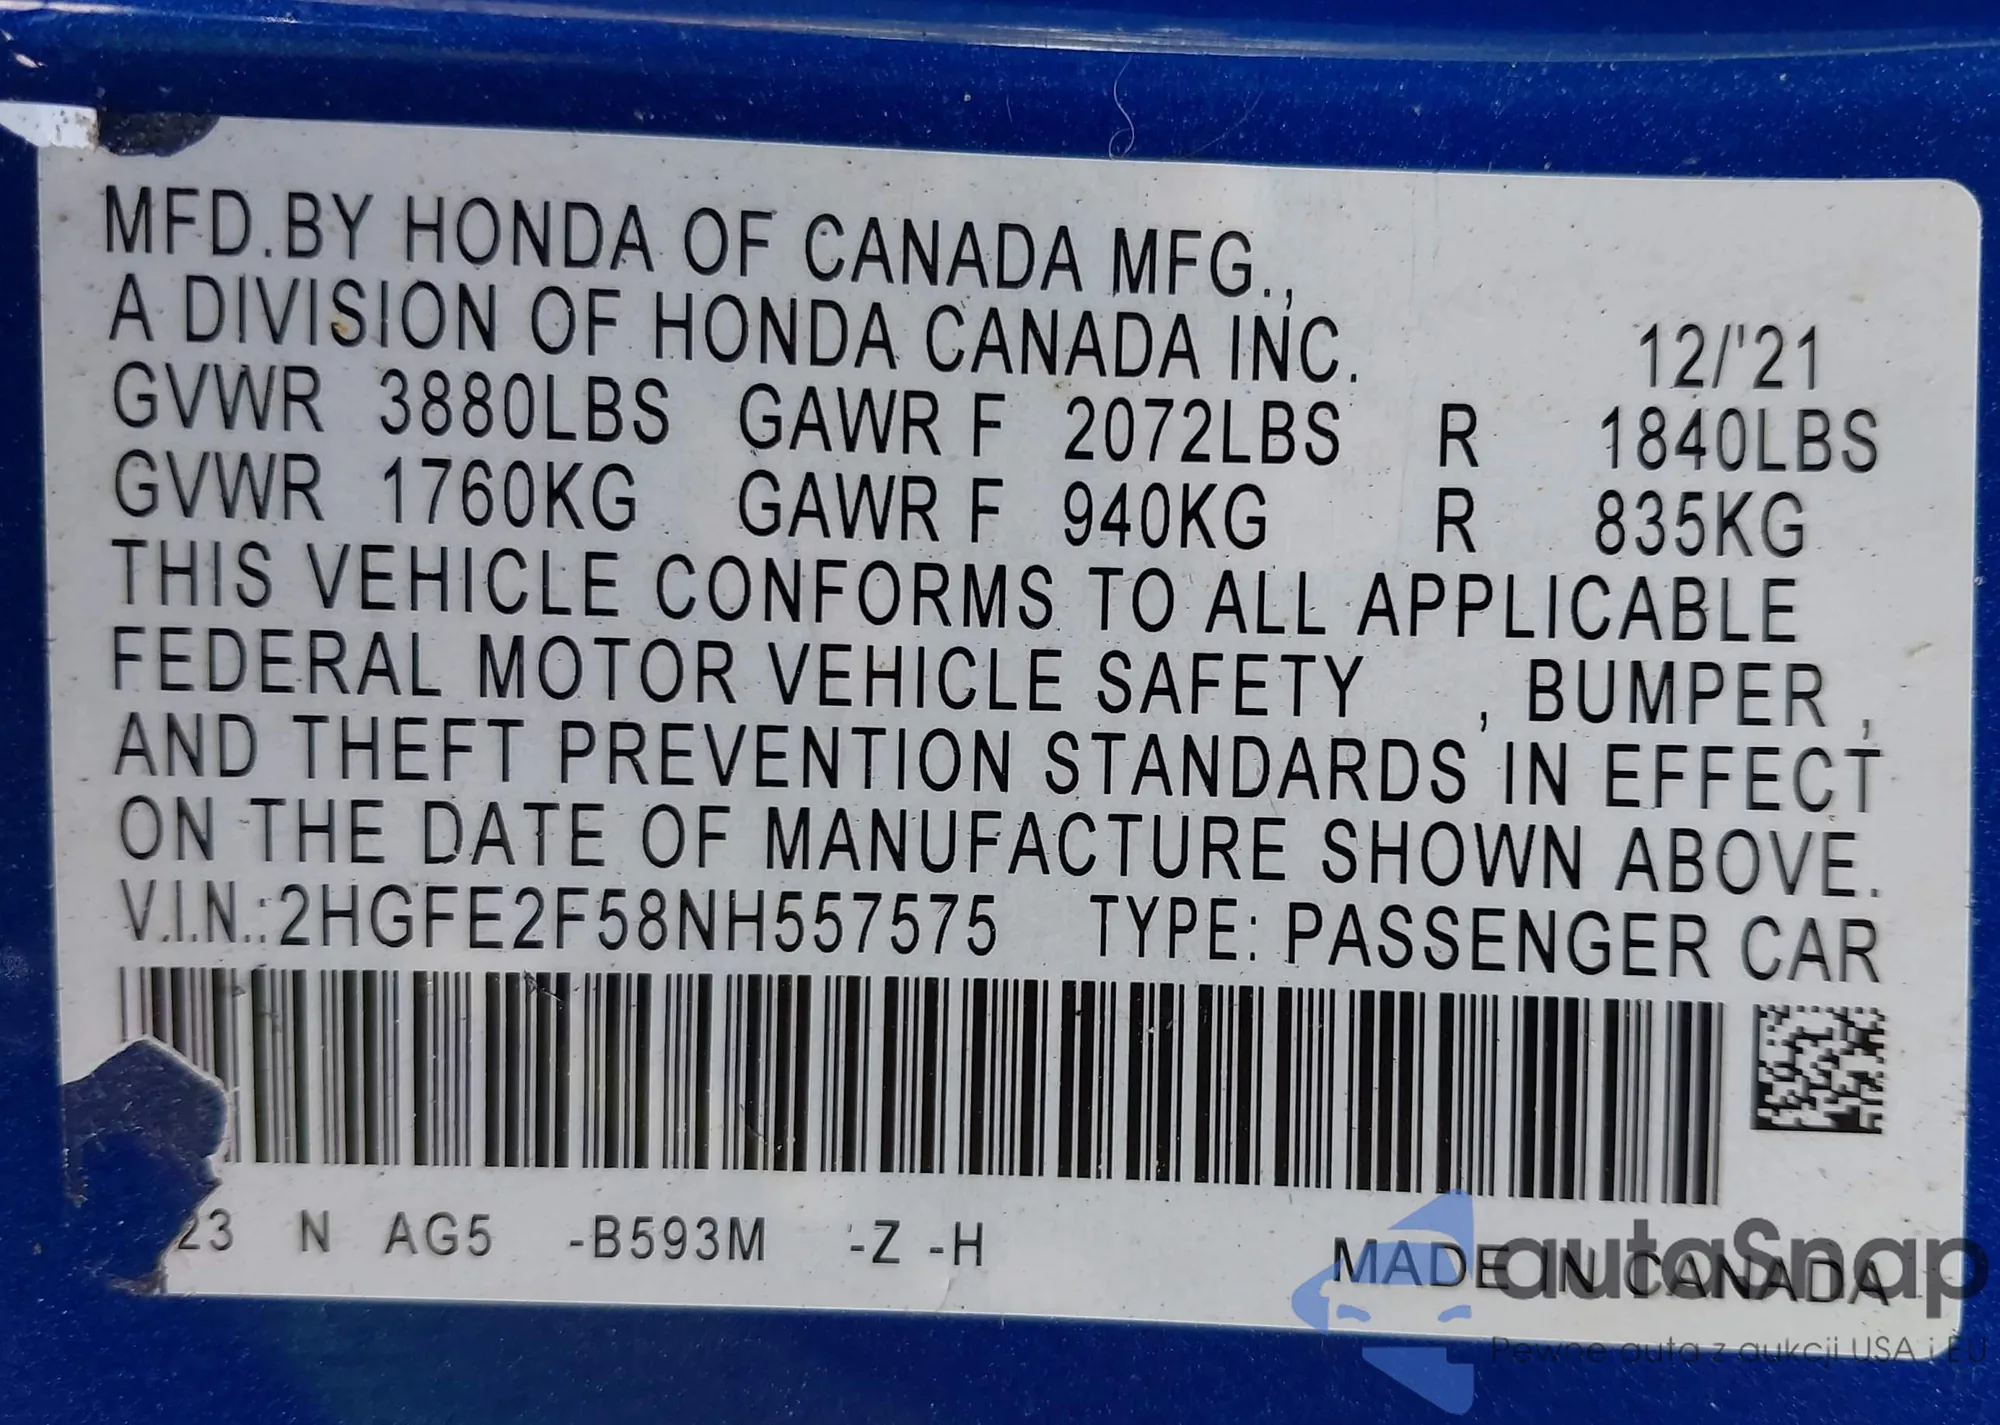 MFD.BY HONDA OF CANADA MFG.,
A DIVISION OF HONDA CANADA INC. 12/'21
GVWR 3880LBS GAWR F 2072LBS R 1840LBS
GVWR 1760KG GAWR F 940KG R 835KG
THIS VEHICLE CONFORMS TO ALL APPLICABLE
FEDERAL MOTOR VEHICLE SAFETY , BUMPER ,
AND THEFT PREVENTION STANDARDS IN EFFECT
ON THE DATE OF MANUFACTURE SHOWN ABOVE.
V.I.N.:2HGFE2F58NH557575 TYPE: PASSENGER CAR
23 N AG5 -B593M -Z -H
MADE IN CANADA
autoSnap
Pewne auta z aukcji USA i EU